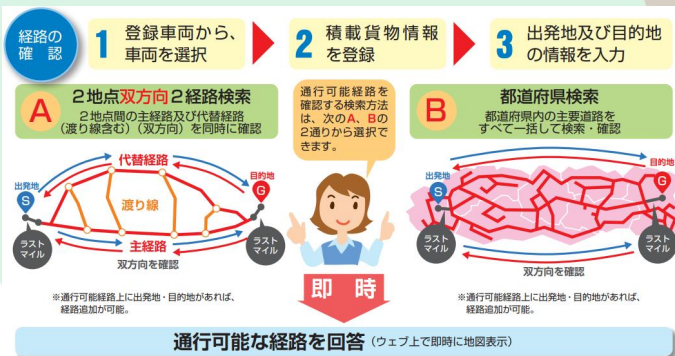 経路の
確　認
1
登録車両から、
車両を選択
2
積載貨物情報
を登録
3
出発地及び目的地
の情報を入力
A
2地点双方向2経路検索
2地点間の主経路及び代替経路
(渡り線含む)(双方向)を同時に確認
代替経路
出発地
S
目的地
G
渡り線
主経路
ラスト
マイル
ラスト
マイル
双方向を確認
※通行可能経路上に出発地・目的地があれば、
経路追加が可能。
通行可能経路を
確認する検索方法
は、次のA、Bの
2通りから選択で
きます。
即　時
B
都道府県検索
都道府県内の主要道路を
すべて一括して検索・確認
出発地
S
目的地
G
ラスト
マイル
ラスト
マイル
双方向を確認
※通行可能経路上に出発地・目的地があれば、
経路追加が可能。
通行可能な経路を回答(ウェブ上で即時に地図表示)